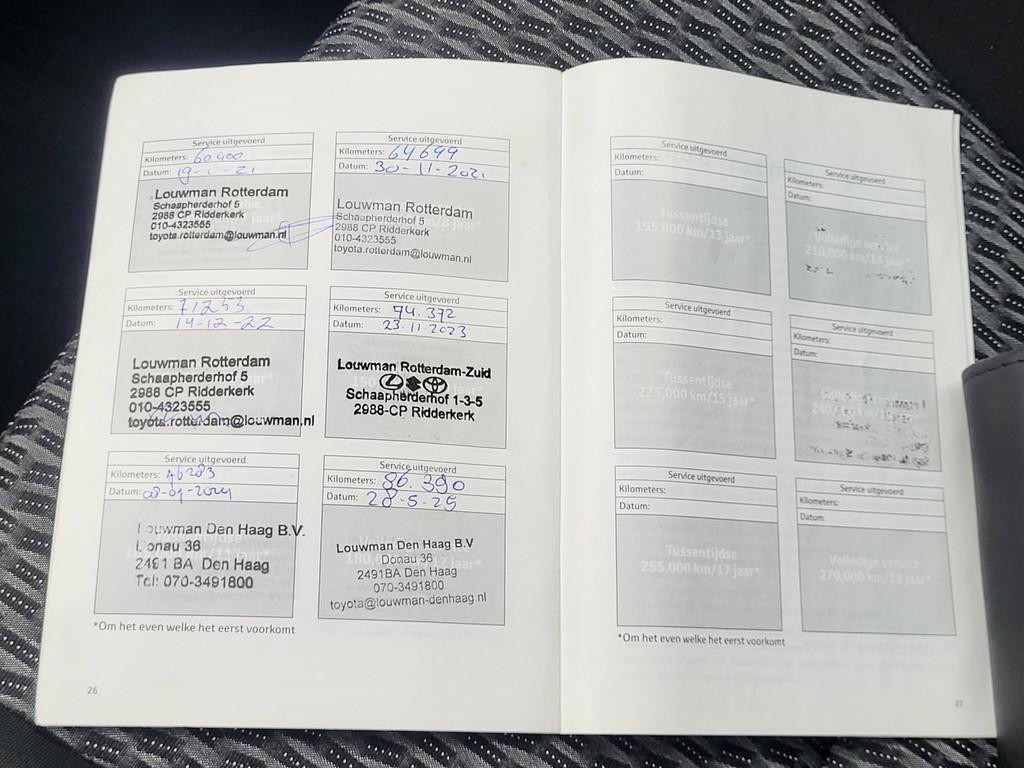 Service uitgevoerd
Kilometers: 60400
Datum: 19-1-21
Louwman Rotterdam
Schaapherderhof 5
2988 CP Ridderkerk
010-4323555
toyota.rotterdam@louwman.nl
Service uitgevoerd
Kilometers: 64699
Datum: 30-11-2021
Louwman Rotterdam
Schaapherderhof 5
2988 CP Ridderkerk
010-4323555
toyota.rotterdam@louwman.nl
Service uitgevoerd
Kilometers: 71253
Datum: 14-12-22
Louwman Rotterdam
Schaapherderhof 5
2988 CP Ridderkerk
010-4323555
toyota.rotterdam@louwman.nl
Service uitgevoerd
Kilometers: 74.372
Datum: 23.11.2023
Louwman Rotterdam-Zuid
Schaapherderhof 1-3-5
2988-CP Ridderkerk
Service uitgevoerd
Kilometers:
Datum:
Louwman Den Haag B.V.
Donau 36
2491 BA Den Haag
Tel: 070-3491800
Service uitgevoerd
Kilometers: 86.390
Datum: 28-5-25
Louwman Den Haag B.V
Donau 36
2491BA Den Haag
070-3491800
toyota@louwman-denhaag.nl
*Om het even welke het eerst voorkomt
26
Service uitgevoerd
Kilometers:
Datum:
Tussentijdse
195,000 km/13 jaar*
Service uitgevoerd
Kilometers:
Datum:
Volledige service
210,000 km/14 jaar*
Service uitgevoerd
Kilometers:
Datum:
Tussentijdse
225,000 km/15 jaar*
Service uitgevoerd
Kilometers:
Datum:
Service uitgevoerd
Kilometers:
Datum:
Tussentijdse
255,000 km/17 jaar*
Service uitgevoerd
Kilometers:
Datum:
Volledige service
270,000 km/18 jaar*
*Om het even welke het eerst voorkomt
27